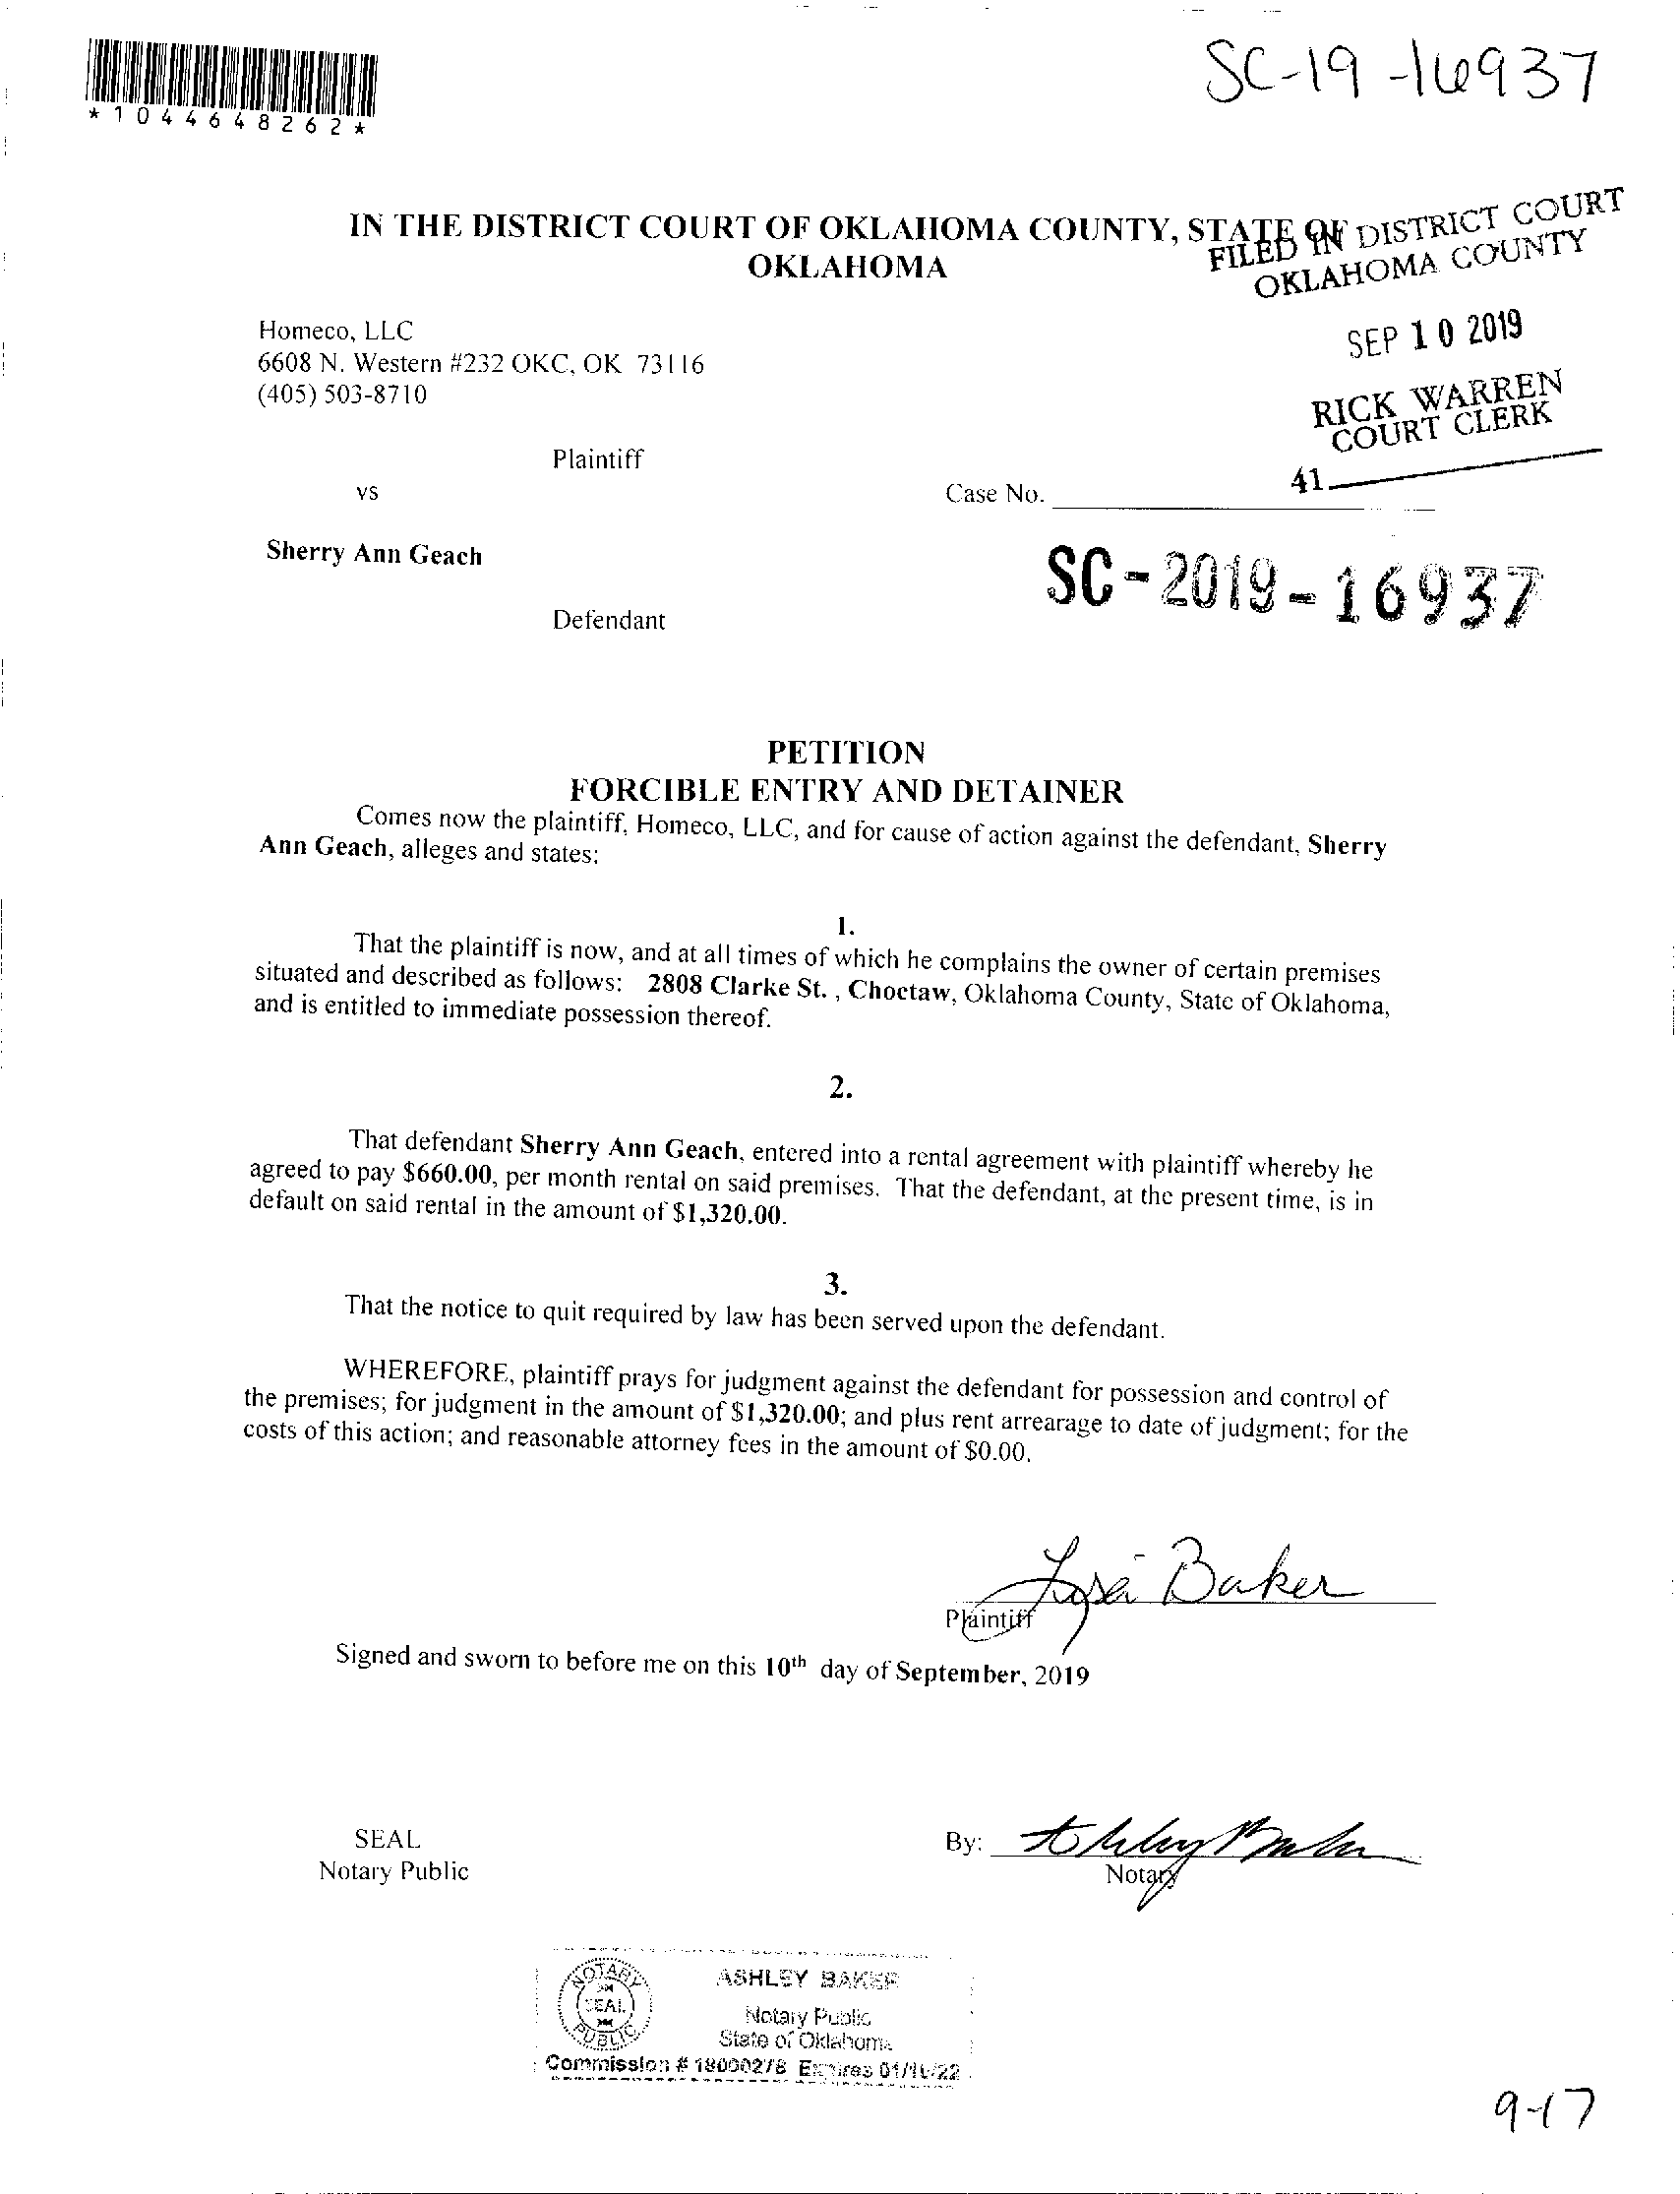 SC-19-16937
*1044648262*
IN THE DISTRICT COURT OF OKLAHOMA COUNTY, STATE OF
OKLAHOMA
FILED IN DISTRICT COURT
OKLAHOMA COUNTY
SEP 10 2019
RICK WARREN
COURT CLERK
41
Homeco, LLC
6608 N. Western #232 OKC, OK 73116
(405) 503-8710
Plaintiff
vs
Case No.
Sherry Ann Geach
SC-2019-16937
Defendant
PETITION
FORCIBLE ENTRY AND DETAINER
Comes now the plaintiff, Homeco, LLC, and for cause of action against the defendant, Sherry
Ann Geach, alleges and states:
1.
That the plaintiff is now, and at all times of which he complains the owner of certain premises
situated and described as follows: 2808 Clarke St. , Choctaw, Oklahoma County, State of Oklahoma,
and is entitled to immediate possession thereof.
2.
That defendant Sherry Ann Geach, entered into a rental agreement with plaintiff whereby he
agreed to pay $660.00, per month rental on said premises. That the defendant, at the present time, is in
default on said rental in the amount of $1,320.00.
3.
That the notice to quit required by law has been served upon the defendant.
WHEREFORE, plaintiff prays for judgment against the defendant for possession and control of
the premises; for judgment in the amount of $1,320.00; and plus rent arrearage to date of judgment; for the
costs of this action; and reasonable attorney fees in the amount of $0.00.
Baker
Plaintiff
Signed and sworn to before me on this 10th day of September, 2019
SEAL
Notary Public
By: Ashley Baker
Notary
NOTARY
SEAL
PUBLIC
ASHLEY BAKER
Notary Public
State of Oklahoma
Commission # 18000278 Expires 01/10/22
9-17